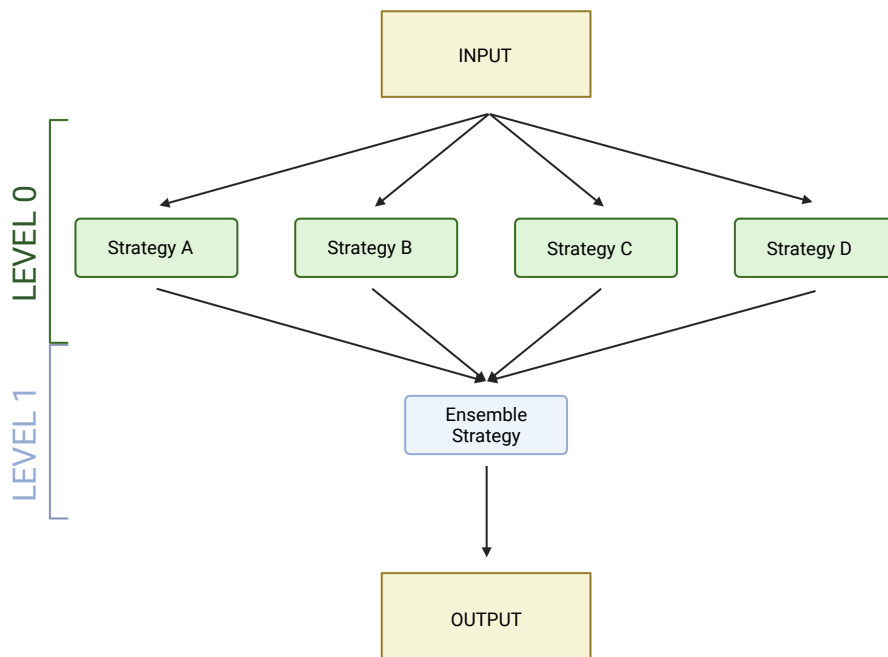 INPUT
LEVEL 0
Strategy A
Strategy B
Strategy C
Strategy D
LEVEL 1
Ensemble
Strategy
OUTPUT